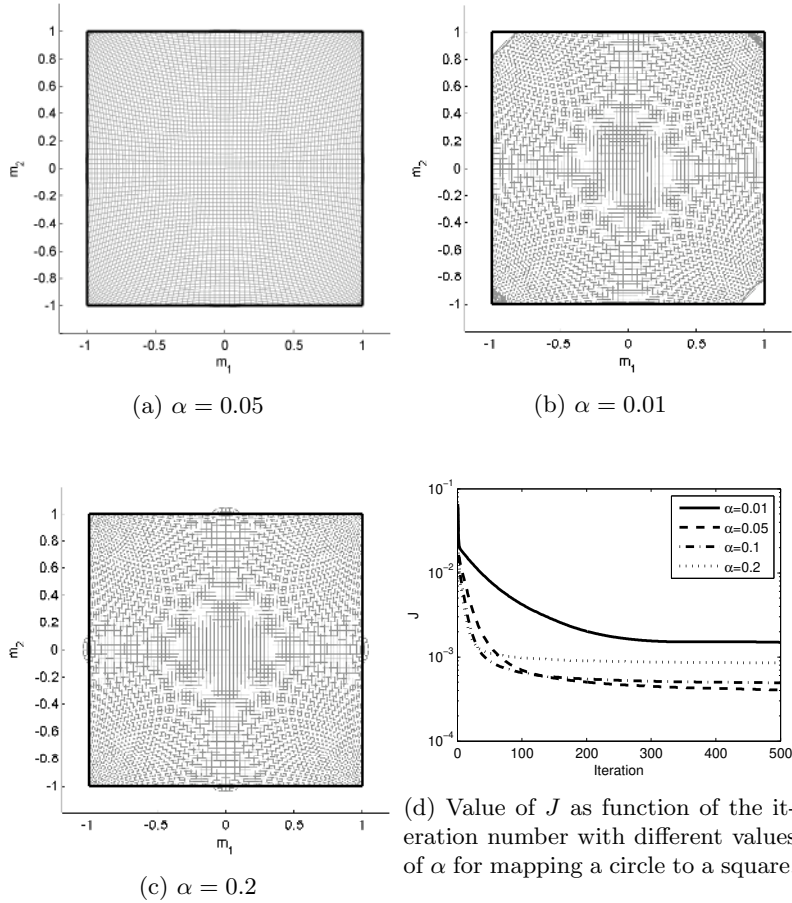 1
0.8
0.6
0.4
0.2
0
-0.2
-0.4
-0.6
-0.8
-1
m2
-1 -0.5 0 0.5 1
m1
(a) α = 0.05
1
0.8
0.6
0.4
0.2
0
-0.2
-0.4
-0.6
-0.8
-1
m2
-1 -0.5 0 0.5 1
m1
(b) α = 0.01
1
0.8
0.6
0.4
0.2
0
-0.2
-0.4
-0.6
-0.8
-1
m2
-1 -0.5 0 0.5 1
m1
(c) α = 0.2
10⁻¹
10⁻²
10⁻³
10⁻⁴
J
α=0.01
α=0.05
α=0.1
α=0.2
0 100 200 300 400 500
Iteration
(d) Value of J as function of the it-
eration number with different values
of α for mapping a circle to a square